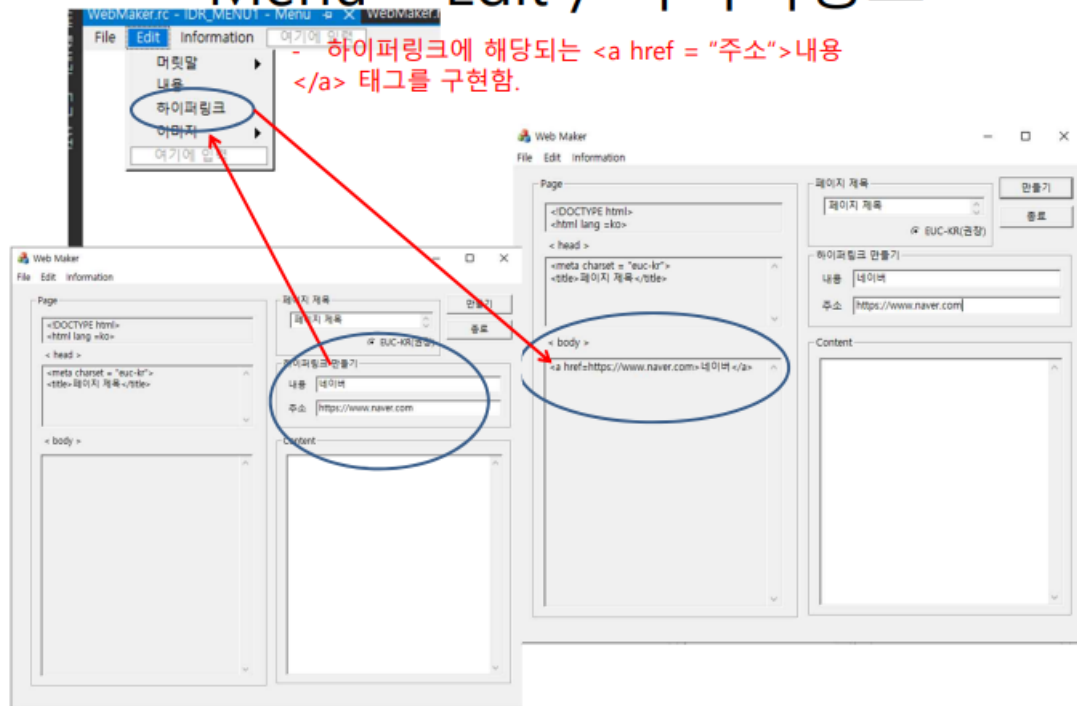 Menu
Edit /
WebMaker.rc - IDR_MENU1 - Menu
File Edit Information 여기에 입력
머릿말
내용
하이퍼링크
이미지
여기에 입력
- 하이퍼링크에 해당되는 <a href = "주소">내용
</a> 태그를 구현함.
Web Maker
File Edit Information
Page
<!DOCTYPE html>
<html lang =ko>
< head >
<meta charset = "euc-kr">
<title>페이지 제목</title>
< body >
<a href=https://www.naver.com>네이버</a>
페이지 제목
페이지 제목
EUC-KR(권장)
만들기
종료
하이퍼링크 만들기
내용 네이버
주소 https://www.naver.com
Content
Web Maker
File Edit Information
Page
<!DOCTYPE html>
<html lang =ko>
< head >
<meta charset = "euc-kr">
<title>페이지 제목</title>
< body >
페이지 제목
페이지 제목
EUC-KR(권장)
만들기
종료
하이퍼링크 만들기
내용 네이버
주소 https://www.naver.com
Content